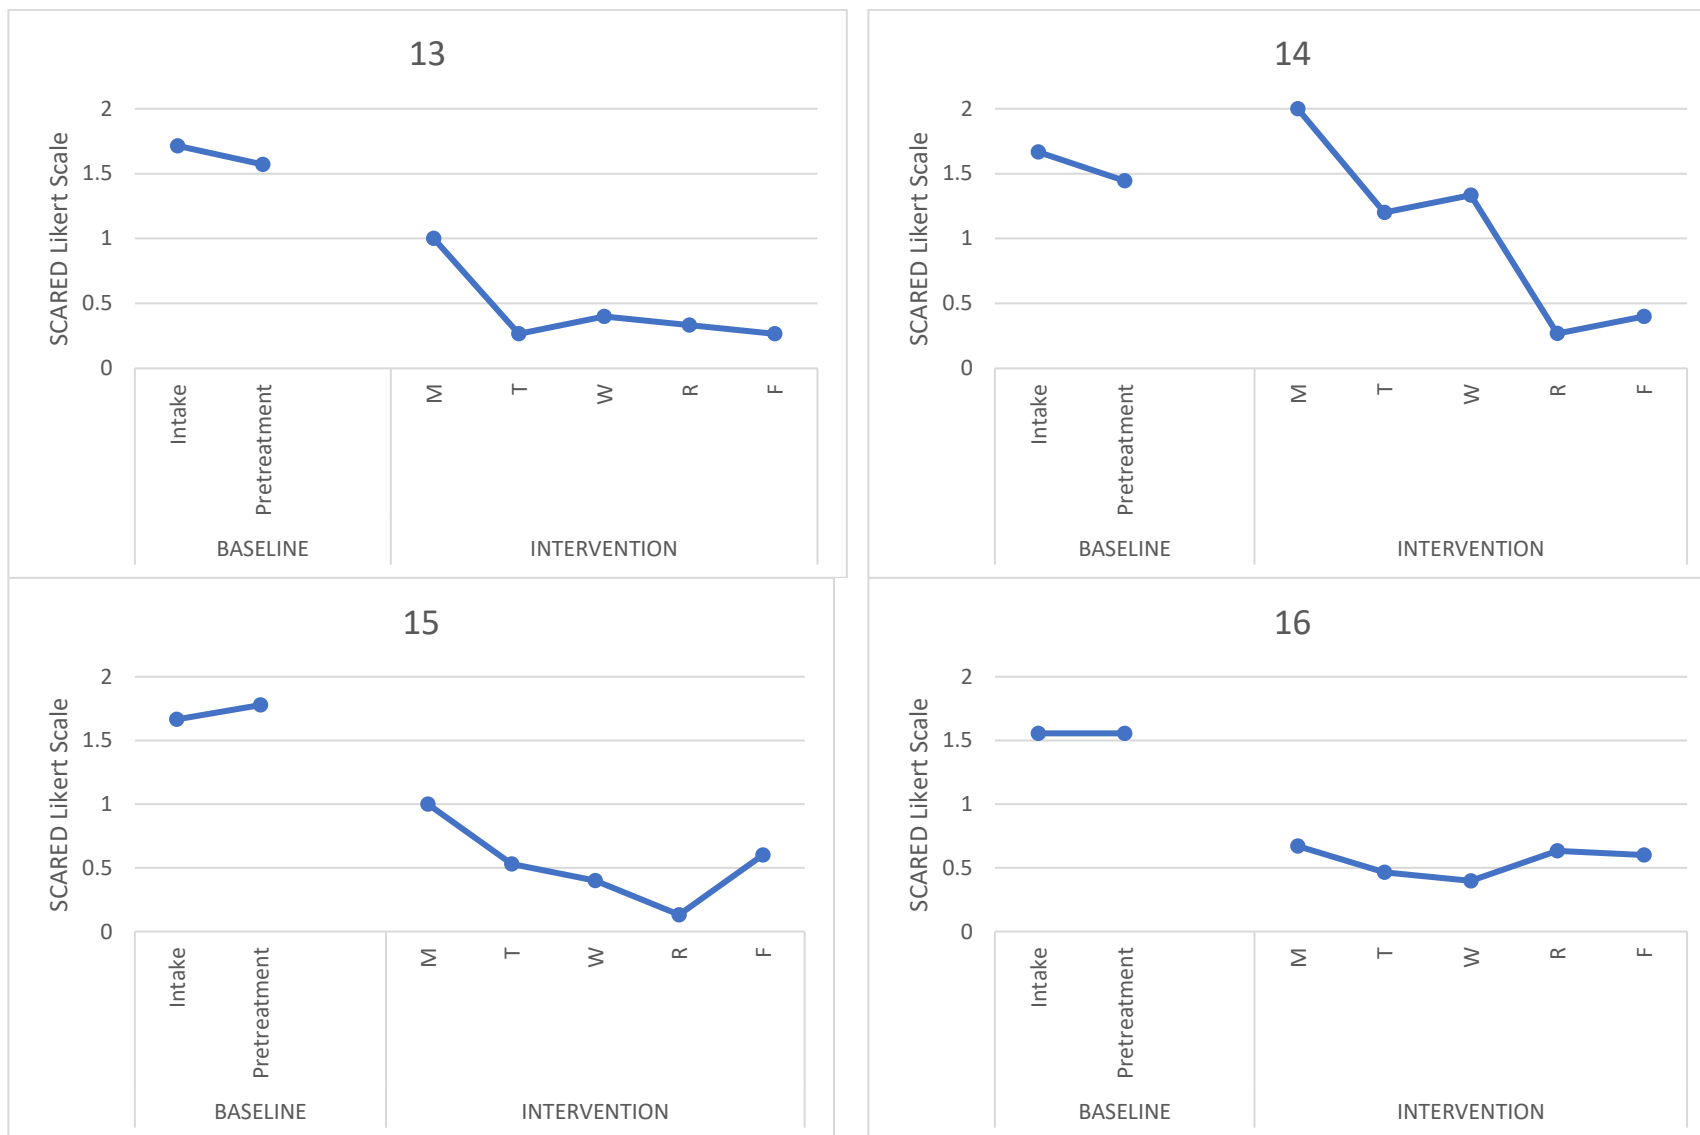 13
SCARED Likert Scale
2
1.5
1
0.5
0
Intake
Pretreatment
M
T
W
R
F
BASELINE
INTERVENTION
14
SCARED Likert Scale
2
1.5
1
0.5
0
Intake
Pretreatment
M
T
W
R
F
BASELINE
INTERVENTION
15
SCARED Likert Scale
2
1.5
1
0.5
0
Intake
Pretreatment
M
T
W
R
F
BASELINE
INTERVENTION
16
SCARED Likert Scale
2
1.5
1
0.5
0
Intake
Pretreatment
M
T
W
R
F
BASELINE
INTERVENTION